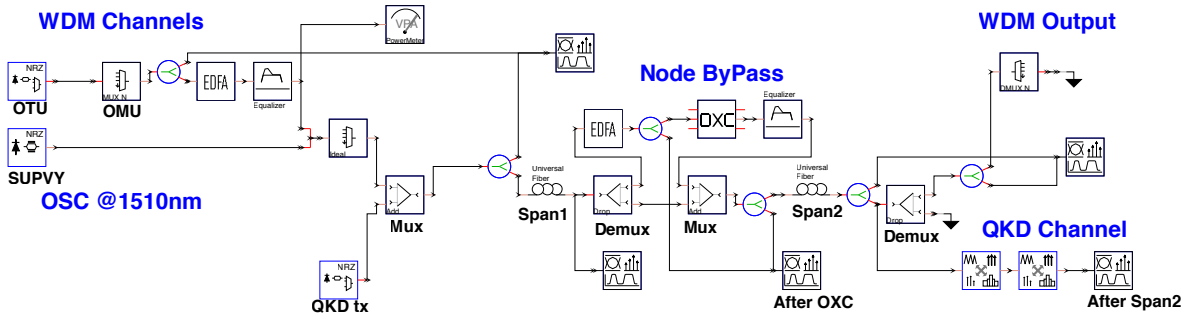 WDM Channels
WDM Output
Node ByPass
VPA
PowerMeter
NRZ
OTU
MUX N
OMU
EDFA
Equalizer
NRZ
SUPVY
OSC @1510nm
Ideal
Add
Mux
NRZ
QKD tx
Universal
Fiber
Span1
EDFA
Drop
Demux
OXC
Equalizer
Add
Mux
After OXC
Universal
Fiber
Span2
DMUX N
Drop
Demux
QKD Channel
After Span2